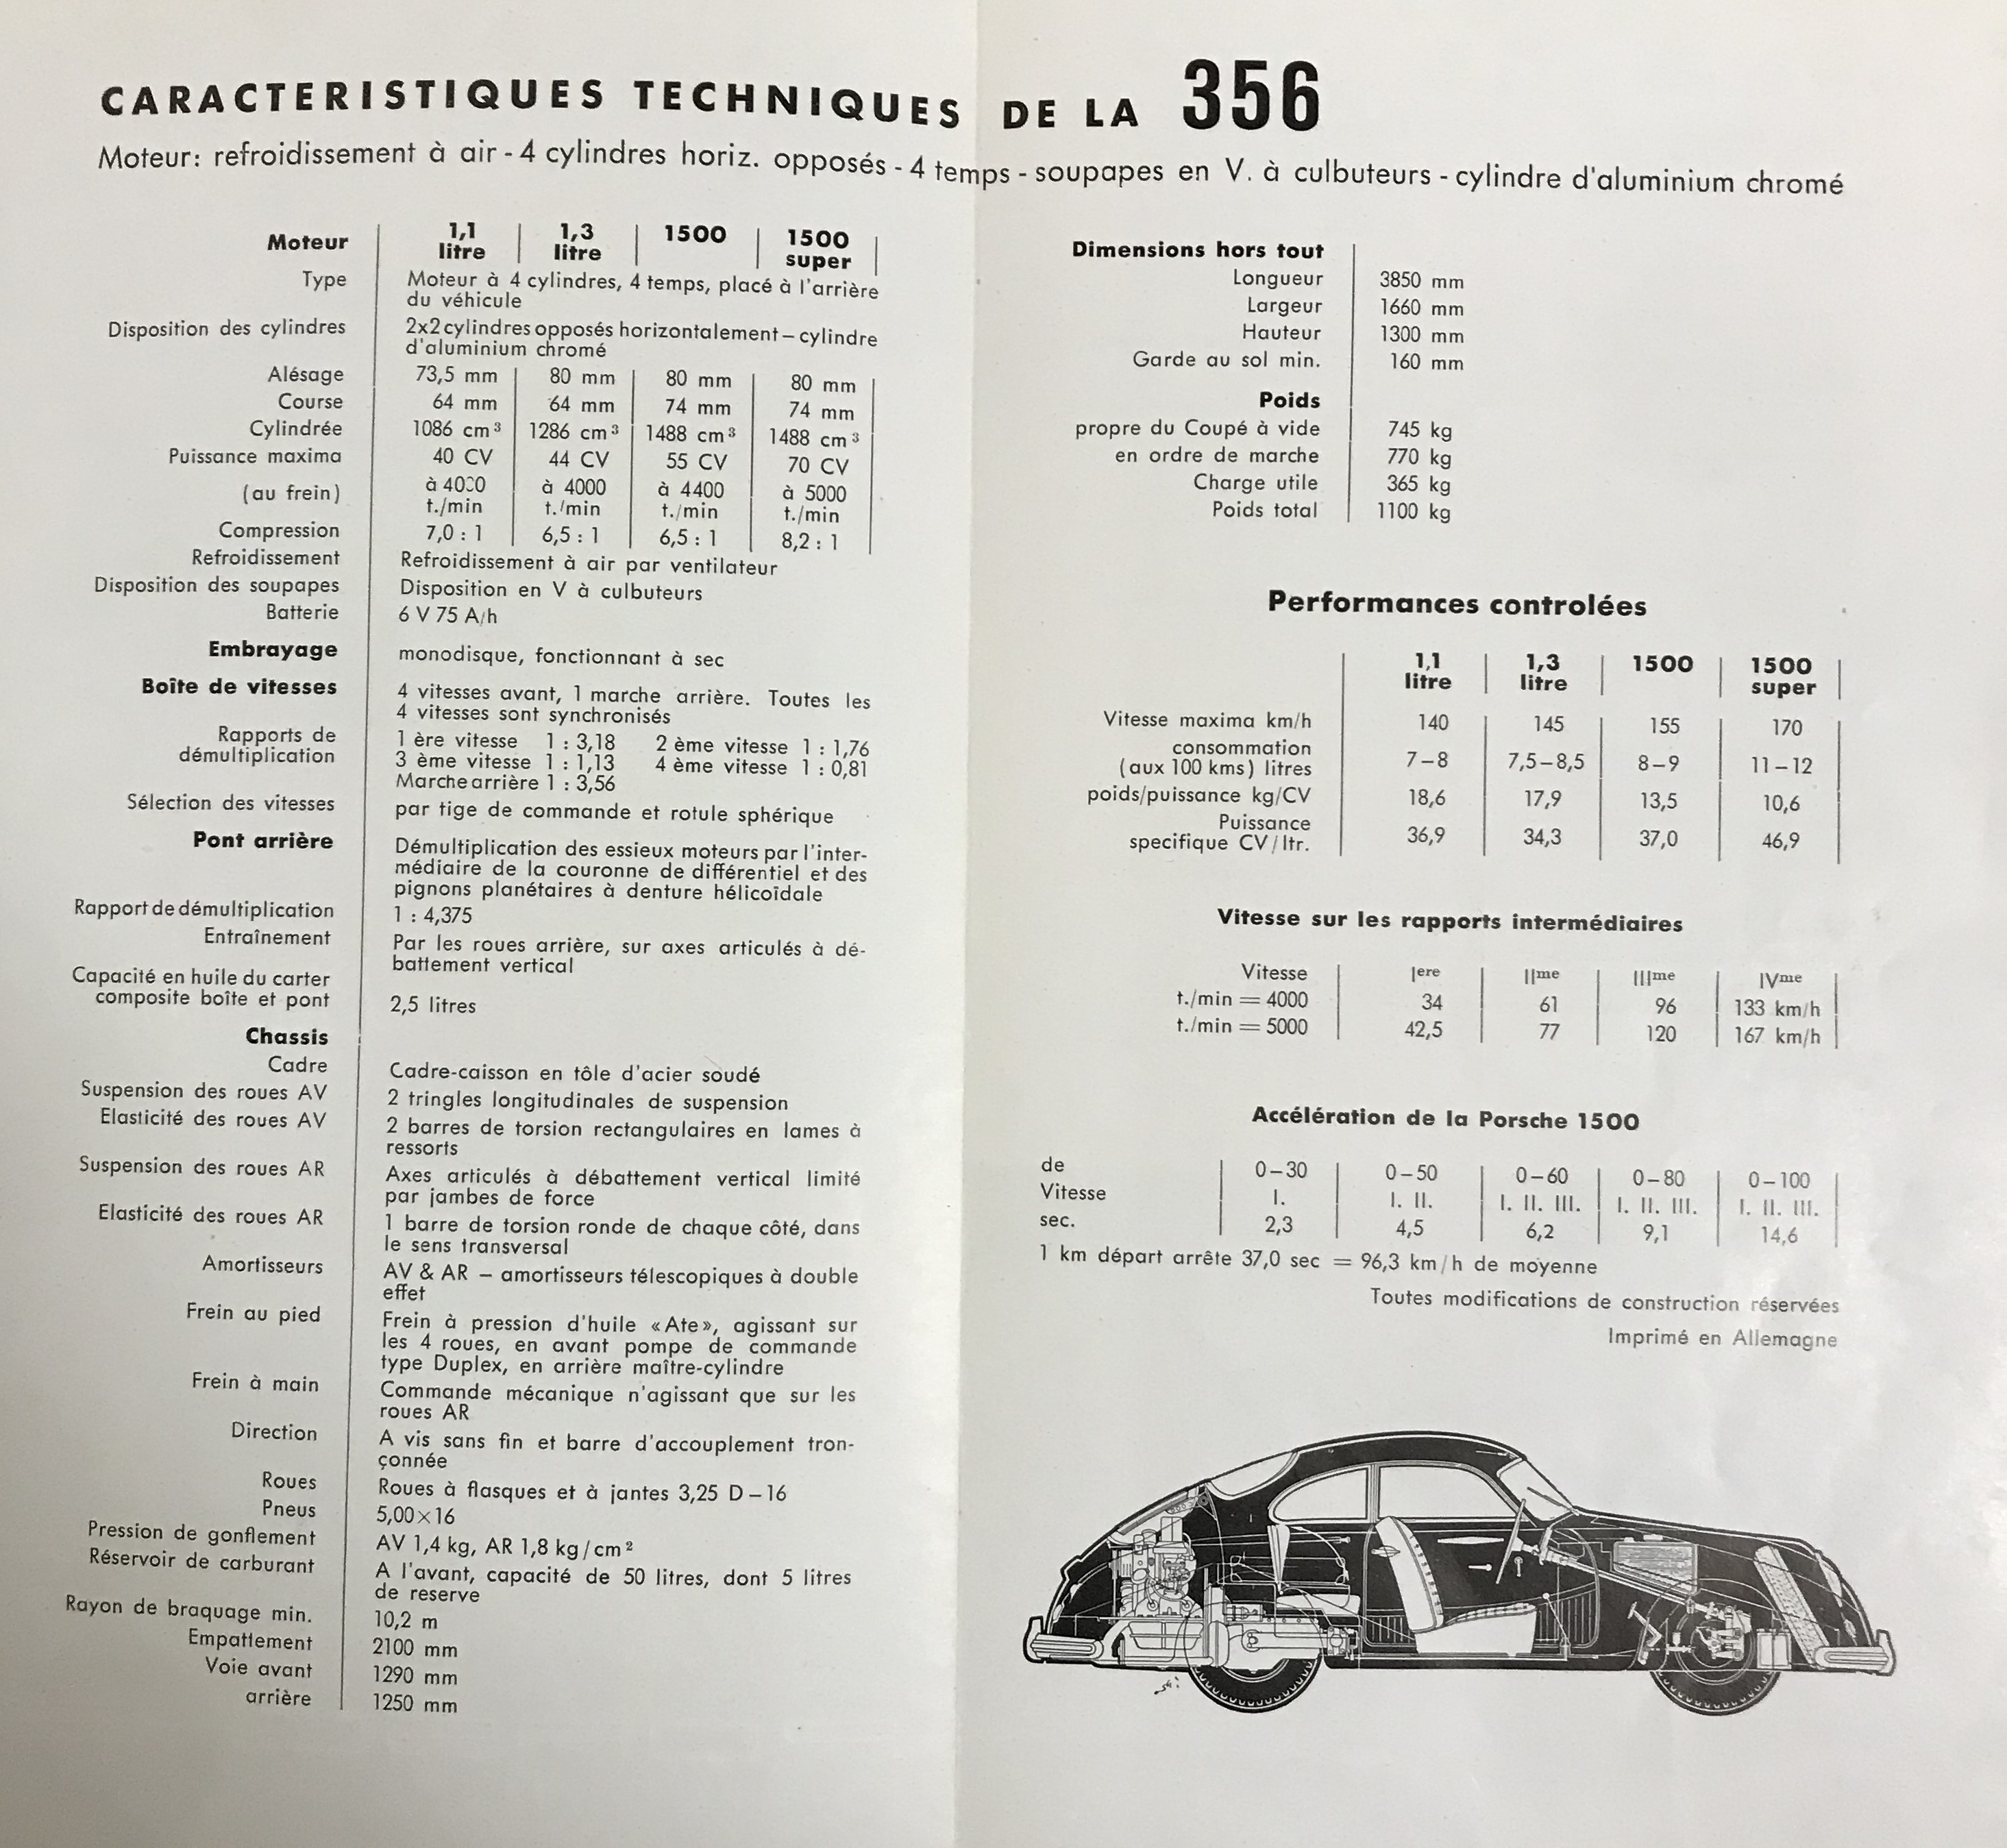 CARACTERISTIQUES TECHNIQUES DE LA 356
Moteur: refroidissement à air - 4 cylindres horiz. opposés - 4 temps - soupapes en V. à culbuteurs - cylindre d'aluminium chromé
Moteur 1,1 litre 1,3 litre 1500 1500 super
Type Moteur à 4 cylindres, 4 temps, placé à l'arrière
du véhicule
Disposition des cylindres 2x2 cylindres opposés horizontalement – cylindre
d'aluminium chromé
Alésage 73,5 mm 80 mm 80 mm 80 mm
Course 64 mm 64 mm 74 mm 74 mm
Cylindrée 1086 cm³ 1286 cm³ 1488 cm³ 1488 cm³
Puissance maxima 40 CV 44 CV 55 CV 70 CV
(au frein) à 4000 à 4000 à 4400 à 5000
t./min t./min t./min t./min
Compression 7,0 : 1 6,5 : 1 6,5 : 1 8,2 : 1
Refroidissement Refroidissement à air par ventilateur
Disposition des soupapes Disposition en V à culbuteurs
Batterie 6 V 75 A/h
Embrayage monodisque, fonctionnant à sec
Boîte de vitesses 4 vitesses avant, 1 marche arrière. Toutes les
4 vitesses sont synchronisés
Rapports de 1 ère vitesse 1 : 3,18 2 ème vitesse 1 : 1,76
démultiplication 3 ème vitesse 1 : 1,13 4 ème vitesse 1 : 0,81
Marche arrière 1 : 3,56
Sélection des vitesses par tige de commande et rotule sphérique
Pont arrière Démultiplication des essieux moteurs par l'inter-
médiaire de la couronne de différentiel et des
pignons planétaires à denture hélicoïdale
Rapport de démultiplication 1 : 4,375
Entraînement Par les roues arrière, sur axes articulés à dé-
battement vertical
Capacité en huile du carter
composite boîte et pont 2,5 litres
Chassis
Cadre Cadre-caisson en tôle d'acier soudé
Suspension des roues AV 2 tringles longitudinales de suspension
Elasticité des roues AV 2 barres de torsion rectangulaires en lames à
ressorts
Suspension des roues AR Axes articulés à débattement vertical limité
par jambes de force
Elasticité des roues AR 1 barre de torsion ronde de chaque côté, dans
le sens transversal
Amortisseurs AV & AR – amortisseurs télescopiques à double
effet
Frein au pied Frein à pression d'huile «Ate», agissant sur
les 4 roues, en avant pompe de commande
type Duplex, en arrière maître-cylindre
Frein à main Commande mécanique n'agissant que sur les
roues AR
Direction A vis sans fin et barre d'accouplement tron-
çonnée
Roues Roues à flasques et à jantes 3,25 D – 16
Pneus 5,00×16
Pression de gonflement AV 1,4 kg, AR 1,8 kg/cm²
Réservoir de carburant A l'avant, capacité de 50 litres, dont 5 litres
de reserve
Rayon de braquage min. 10,2 m
Empattement 2100 mm
Voie avant 1290 mm
arrière 1250 mm
Dimensions hors tout
Longueur 3850 mm
Largeur 1660 mm
Hauteur 1300 mm
Garde au sol min. 160 mm
Poids
propre du Coupé à vide 745 kg
en ordre de marche 770 kg
Charge utile 365 kg
Poids total 1100 kg
Performances controlées
1,1 litre 1,3 litre 1500 1500 super
Vitesse maxima km/h 140 145 155 170
consommation
(aux 100 kms) litres 7–8 7,5–8,5 8–9 11–12
poids/puissance kg/CV 18,6 17,9 13,5 10,6
Puissance
specifique CV/ltr. 36,9 34,3 37,0 46,9
Vitesse sur les rapports intermédiaires
Vitesse Iere IIme IIIme IVme
t./min = 4000 34 61 96 133 km/h
t./min = 5000 42,5 77 120 167 km/h
Accélération de la Porsche 1500
de 0–30 0–50 0–60 0–80 0–100
Vitesse I. I. II. I. II. III. I. II. III. I. II. III.
sec. 2,3 4,5 6,2 9,1 14,6
1 km départ arrête 37,0 sec = 96,3 km/h de moyenne
Toutes modifications de construction réservées
Imprimé en Allemagne